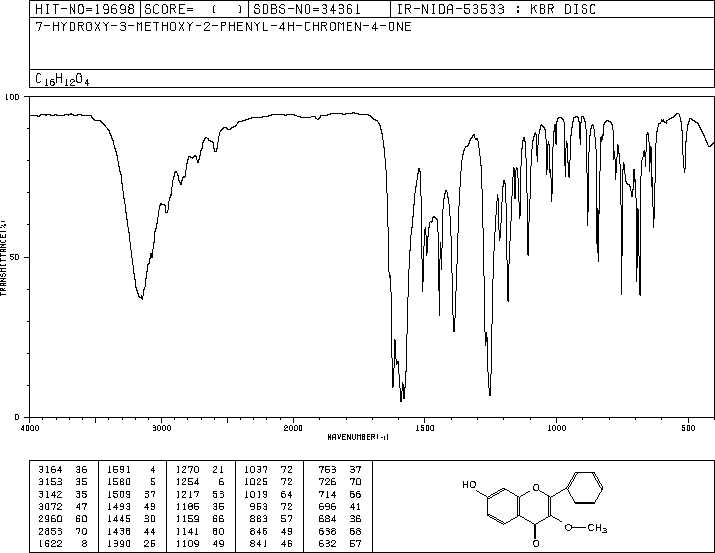 HIT-NO=19698 SCORE= ( ) SDBS-NO=34361 IR-NIDA-53533 : KBR DISC
7-HYDROXY-3-METHOXY-2-PHENYL-4H-CHROMEN-4-ONE
C16H12O4
100
50
0
TRANSMITTANCE(%)
4000 3000 2000 1500 1000 500
WAVENUMBER(-1)
3164 36 1591 4 1270 21 1037 72 753 37
3153 35 1580 5 1254 6 1025 72 726 70
3142 35 1509 37 1217 53 1019 64 714 66
3072 47 1493 49 1186 35 963 72 696 41
2960 60 1445 30 1159 66 883 57 684 36
2853 70 1438 44 1141 60 846 49 658 58
1622 8 1390 26 1109 49 841 46 632 57
HO
O
O
O
CH3